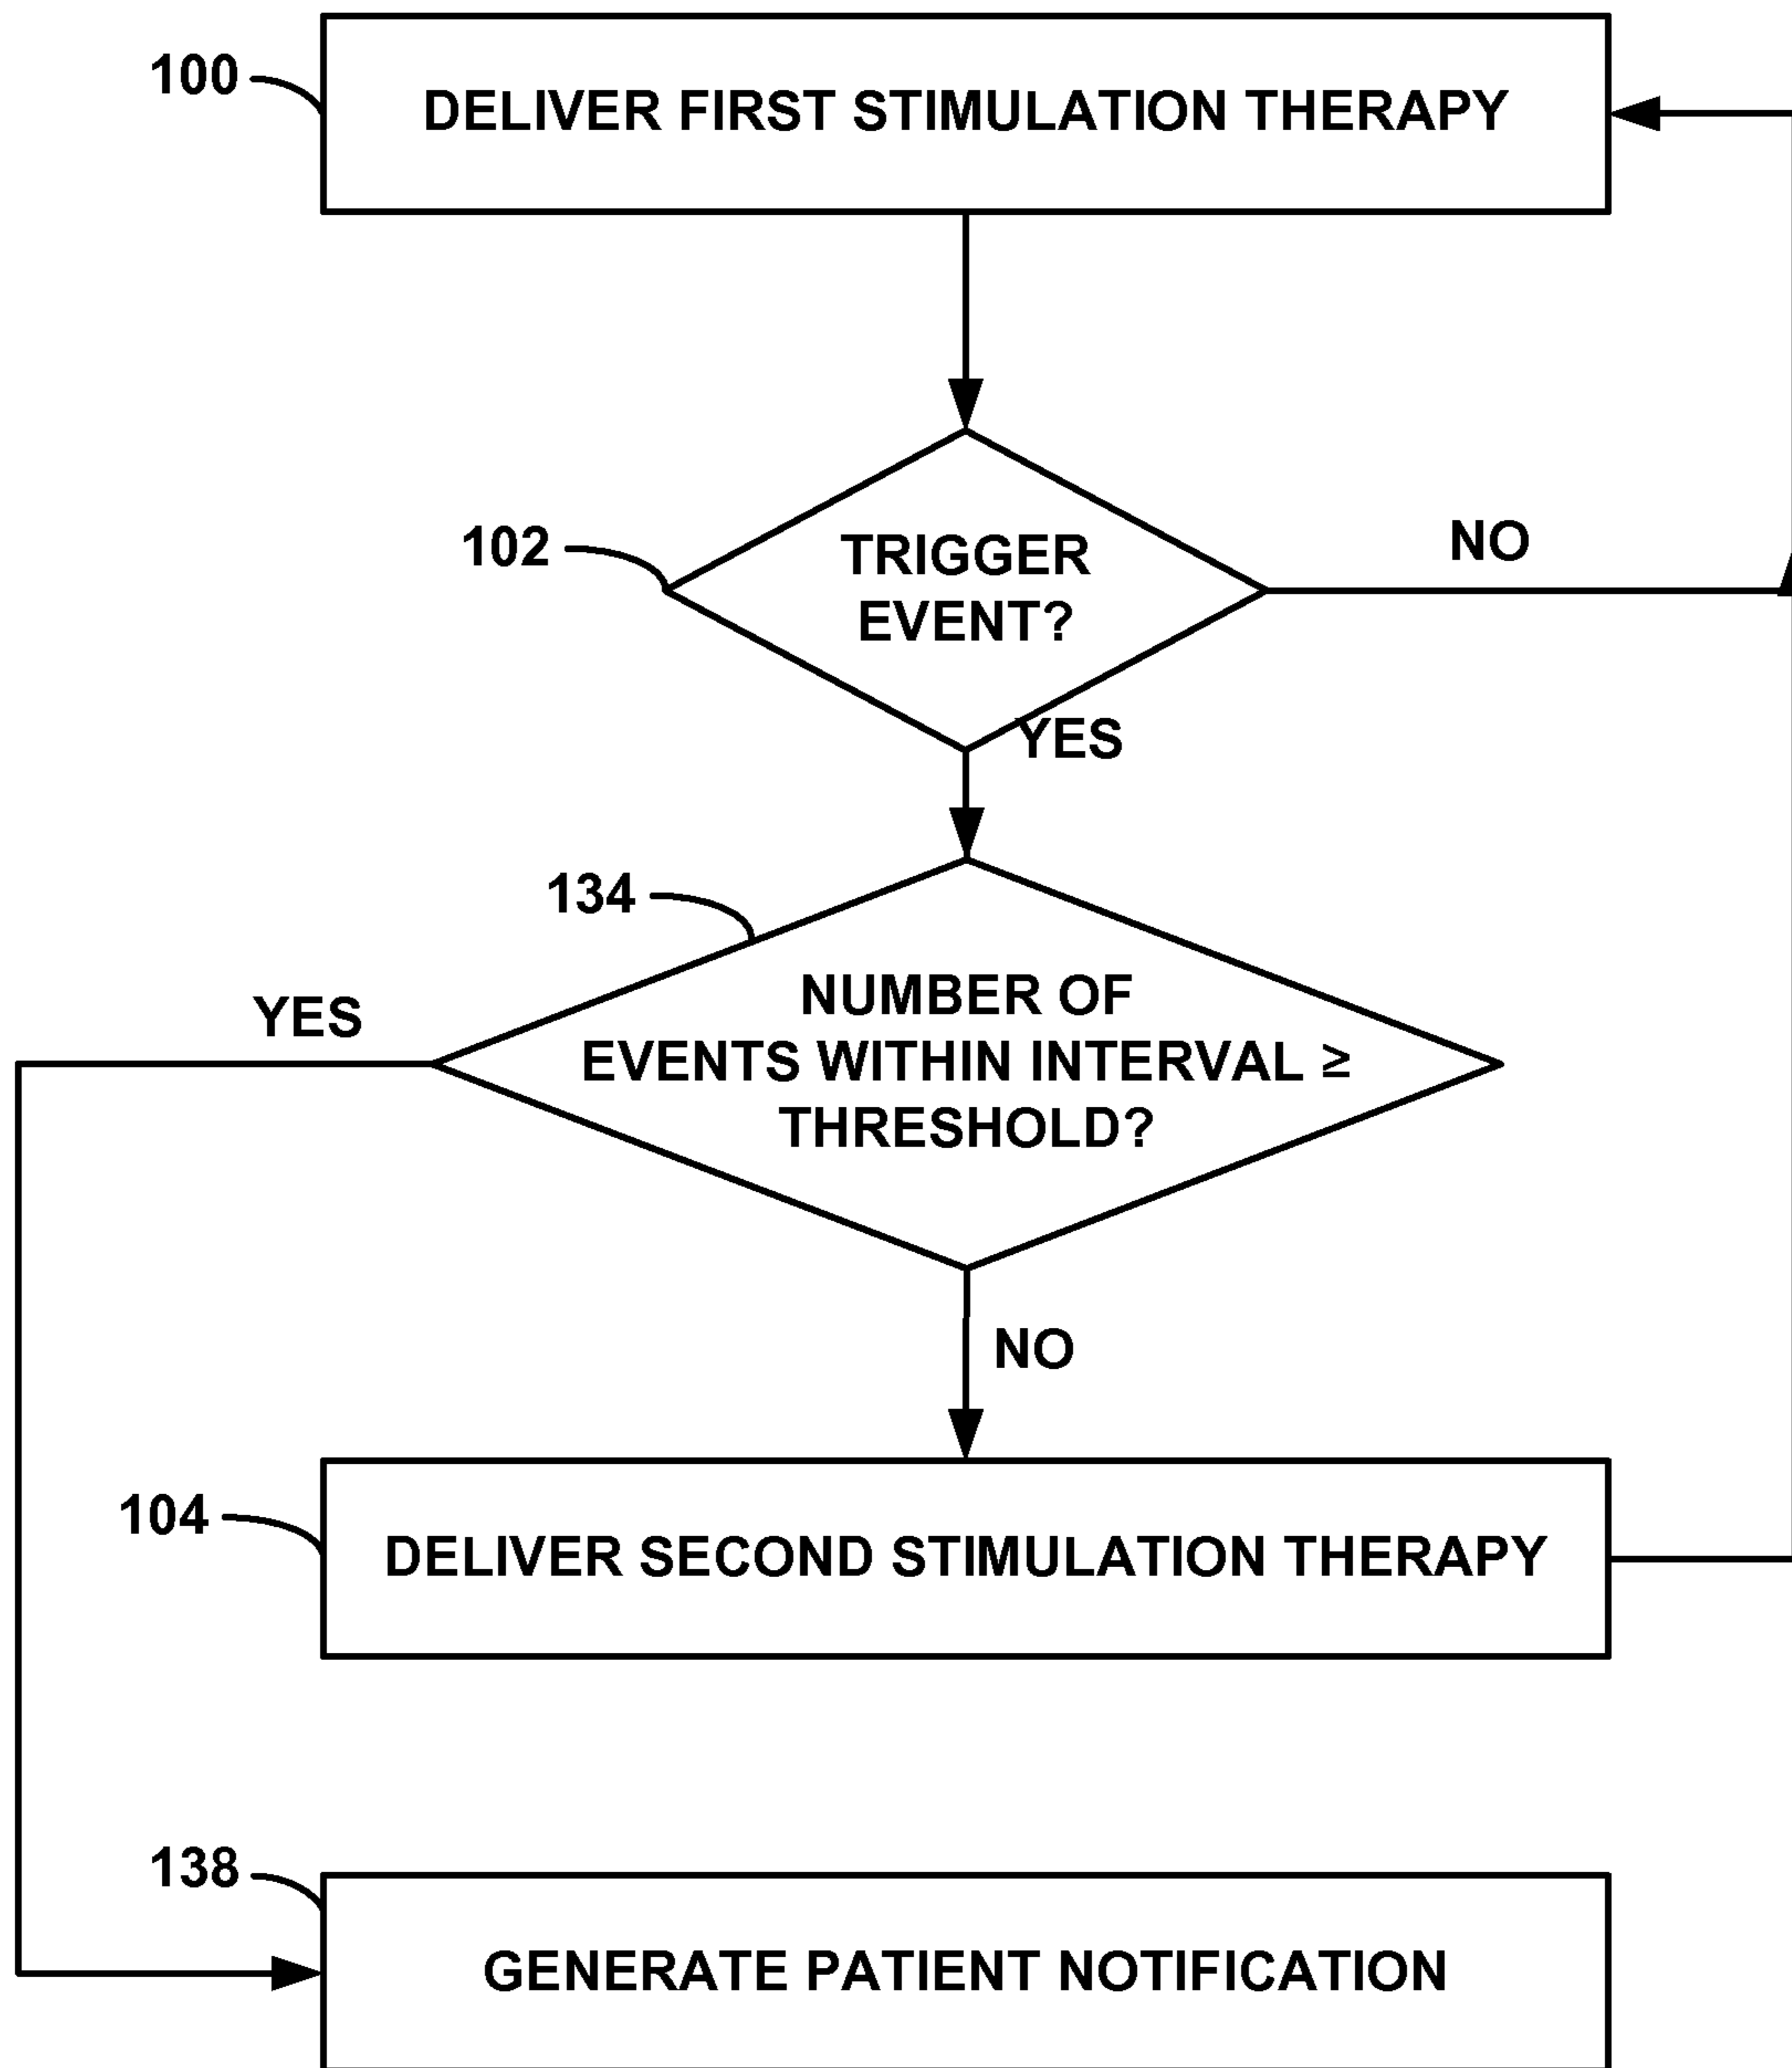 100
DELIVER FIRST STIMULATION THERAPY
102
TRIGGER
EVENT?
NO
YES
134
NUMBER OF
EVENTS WITHIN INTERVAL ≥
THRESHOLD?
YES
NO
104
DELIVER SECOND STIMULATION THERAPY
138
GENERATE PATIENT NOTIFICATION